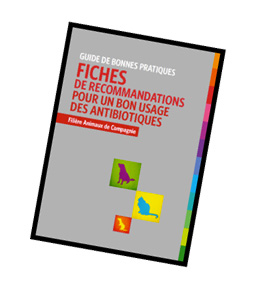 GUIDE DE BONNES PRATIQUES
FICHES
DE RECOMMANDATIONS
POUR UN BON USAGE
DES ANTIBIOTIQUES
Filière Animaux de Compagnie